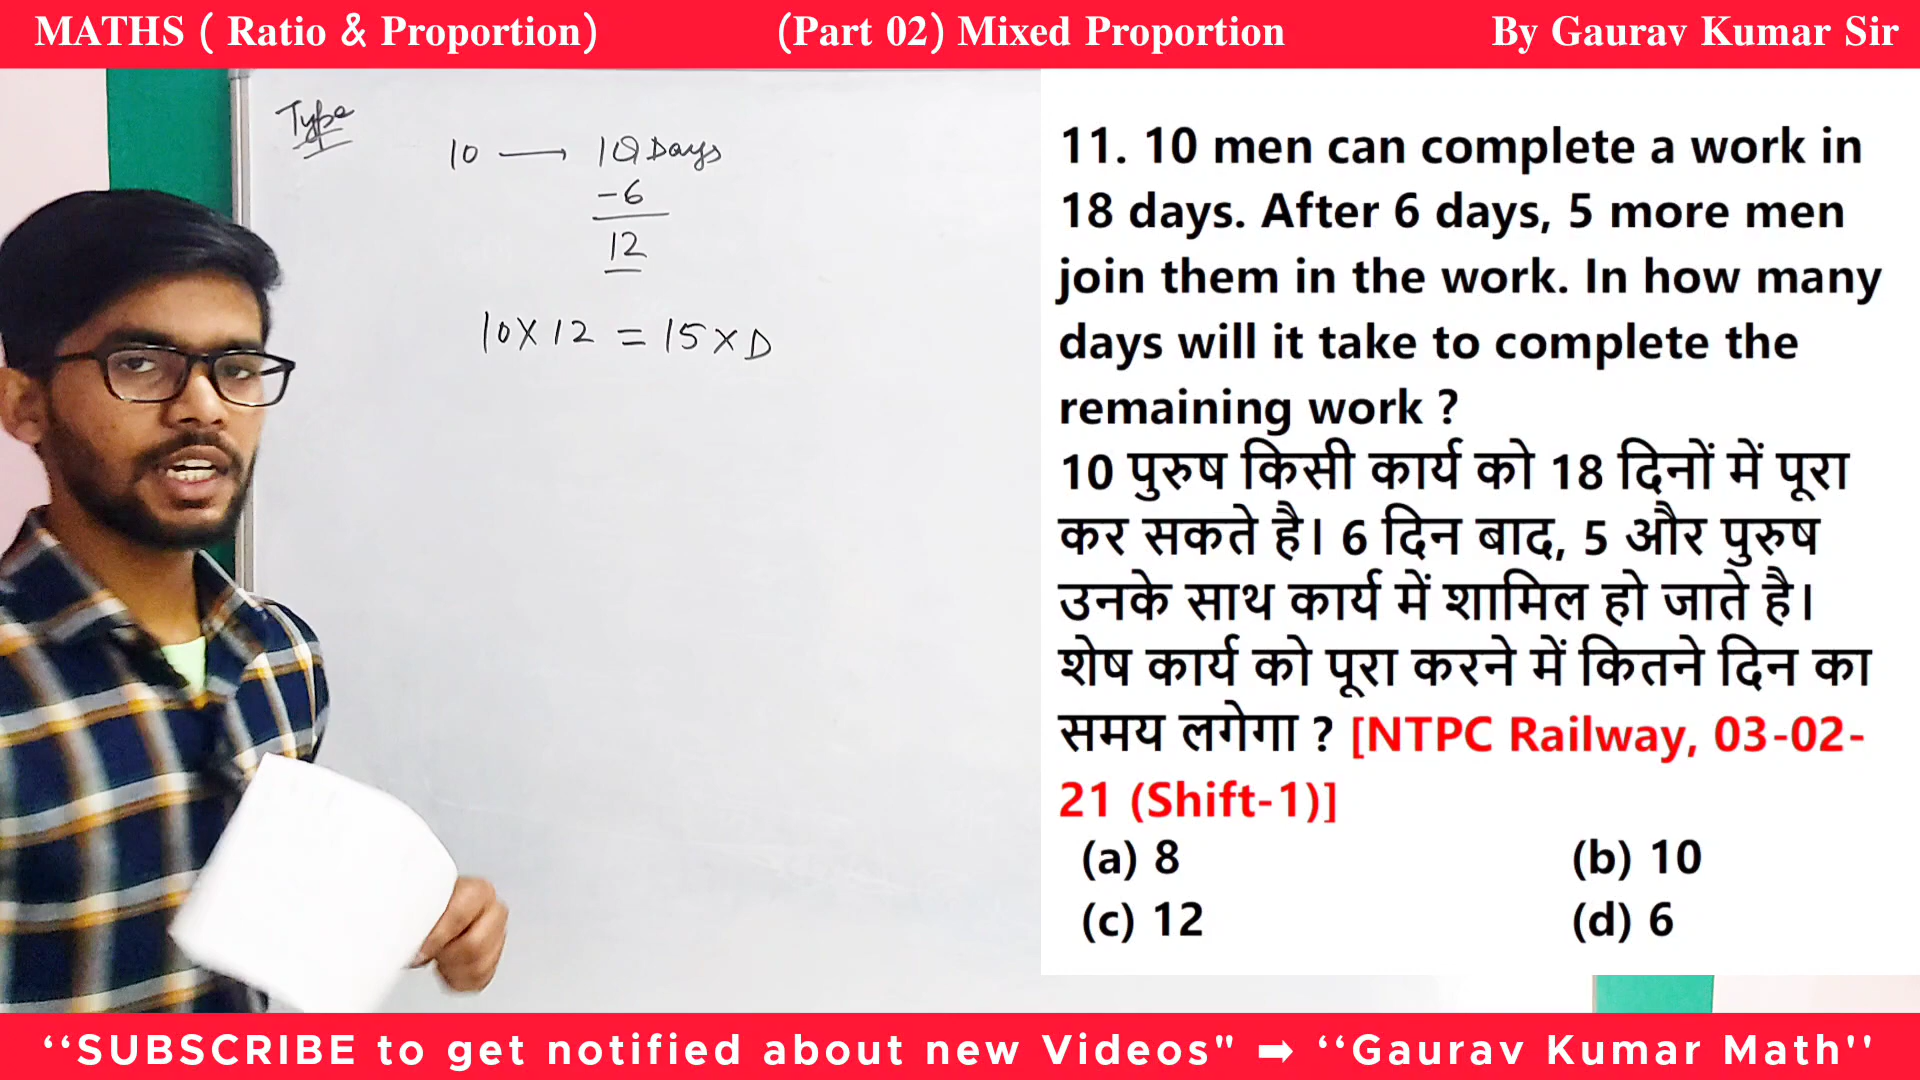 MATHS ( Ratio & Proportion) (Part 02) Mixed Proportion By Gaurav Kumar Sir
Type
10 → 18 Days
-6
12
10 X 12 = 15 X D
11. 10 men can complete a work in
18 days. After 6 days, 5 more men
join them in the work. In how many
days will it take to complete the
remaining work ?
10 पुरुष किसी कार्य को 18 दिनों में पूरा
कर सकते है। 6 दिन बाद, 5 और पुरुष
उनके साथ कार्य में शामिल हो जाते है।
शेष कार्य को पूरा करने में कितने दिन का
समय लगेगा ? [NTPC Railway, 03-02-
21 (Shift-1)]
(a) 8 (b) 10
(c) 12 (d) 6
‘‘SUBSCRIBE to get notified about new Videos" ➡ ‘‘Gaurav Kumar Math''